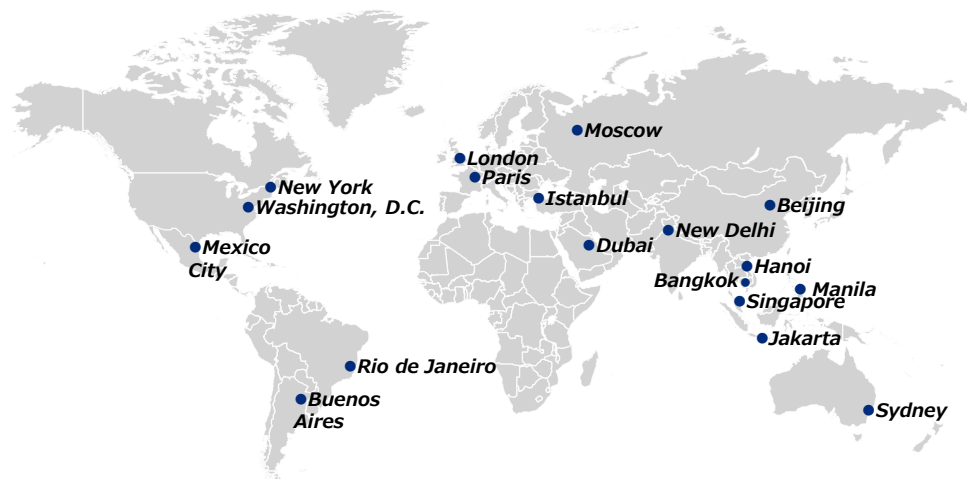 Moscow
London
Paris
New York
Istanbul
Washington, D.C.
Beijing
New Delhi
Mexico
City
Dubai
Hanoi
Bangkok
Manila
Singapore
Jakarta
Rio de Janeiro
Buenos
Aires
Sydney